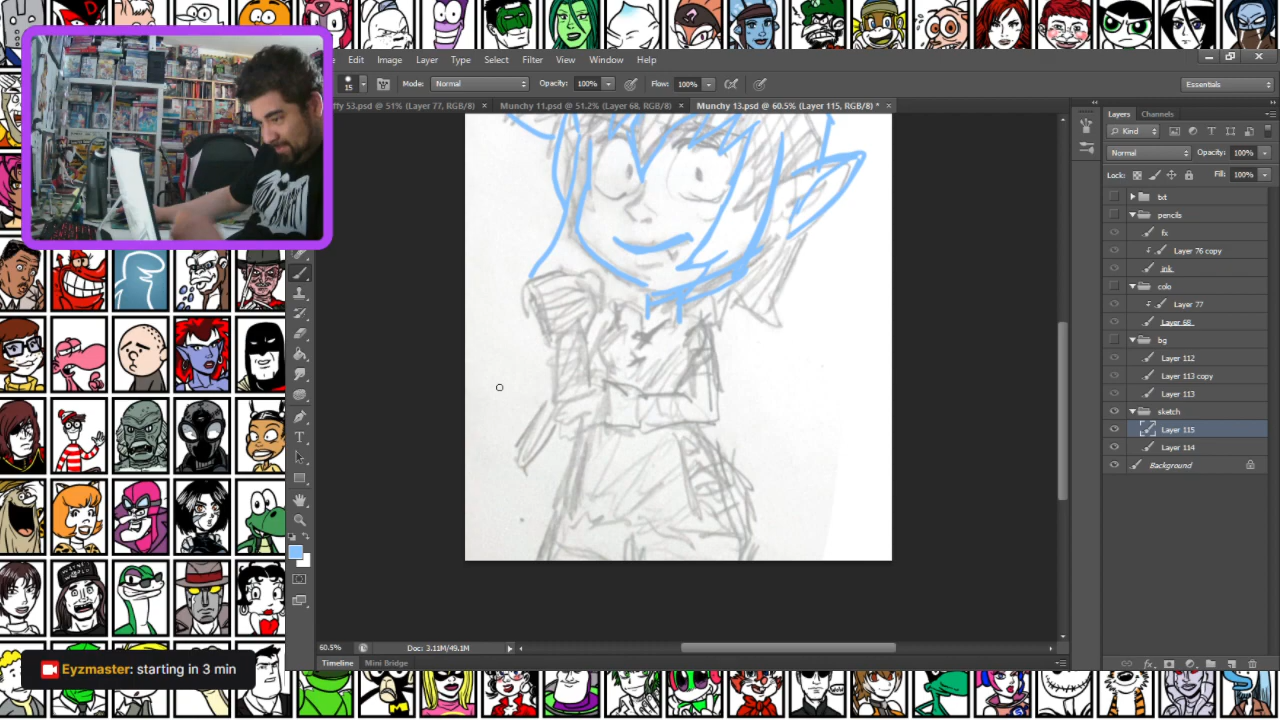 Edit Image Layer Type Select Filter View Window Help
15 Mode: Normal Opacity: 100% Flow: 100% Essentials
ffy 53.psd @ 51% (Layer 77, RGB/8) × Munchy 11.psd @ 51.2% (Layer 68, RGB/8) × Munchy 13.psd @ 60.5% (Layer 115, RGB/8) * ×
Layers Channels
Kind
Normal Opacity: 100%
Lock: Fill: 100%
txt
pencils
fx
Layer 76 copy
ink
colo
Layer 77
Layer 68
bg
Layer 112
Layer 113 copy
Layer 113
sketch
Layer 115
Layer 114
Background
60.5% Doc: 3.11M/49.1M
Timeline Mini Bridge
Eyzmaster: starting in 3 min